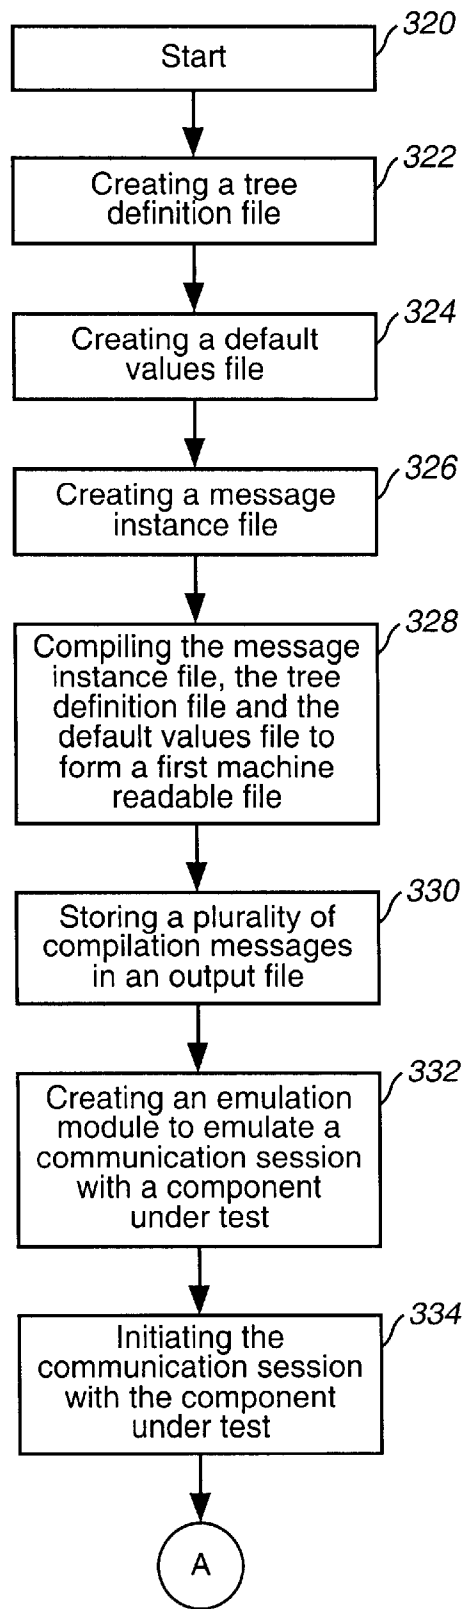 320
Start
322
Creating a tree
definition file
324
Creating a default
values file
326
Creating a message
instance file
328
Compiling the message
instance file, the tree
definition file and the
default values file to
form a first machine
readable file
330
Storing a plurality of
compilation messages
in an output file
332
Creating an emulation
module to emulate a
communication session
with a component
under test
334
Initiating the
communication session
with the component
under test
A